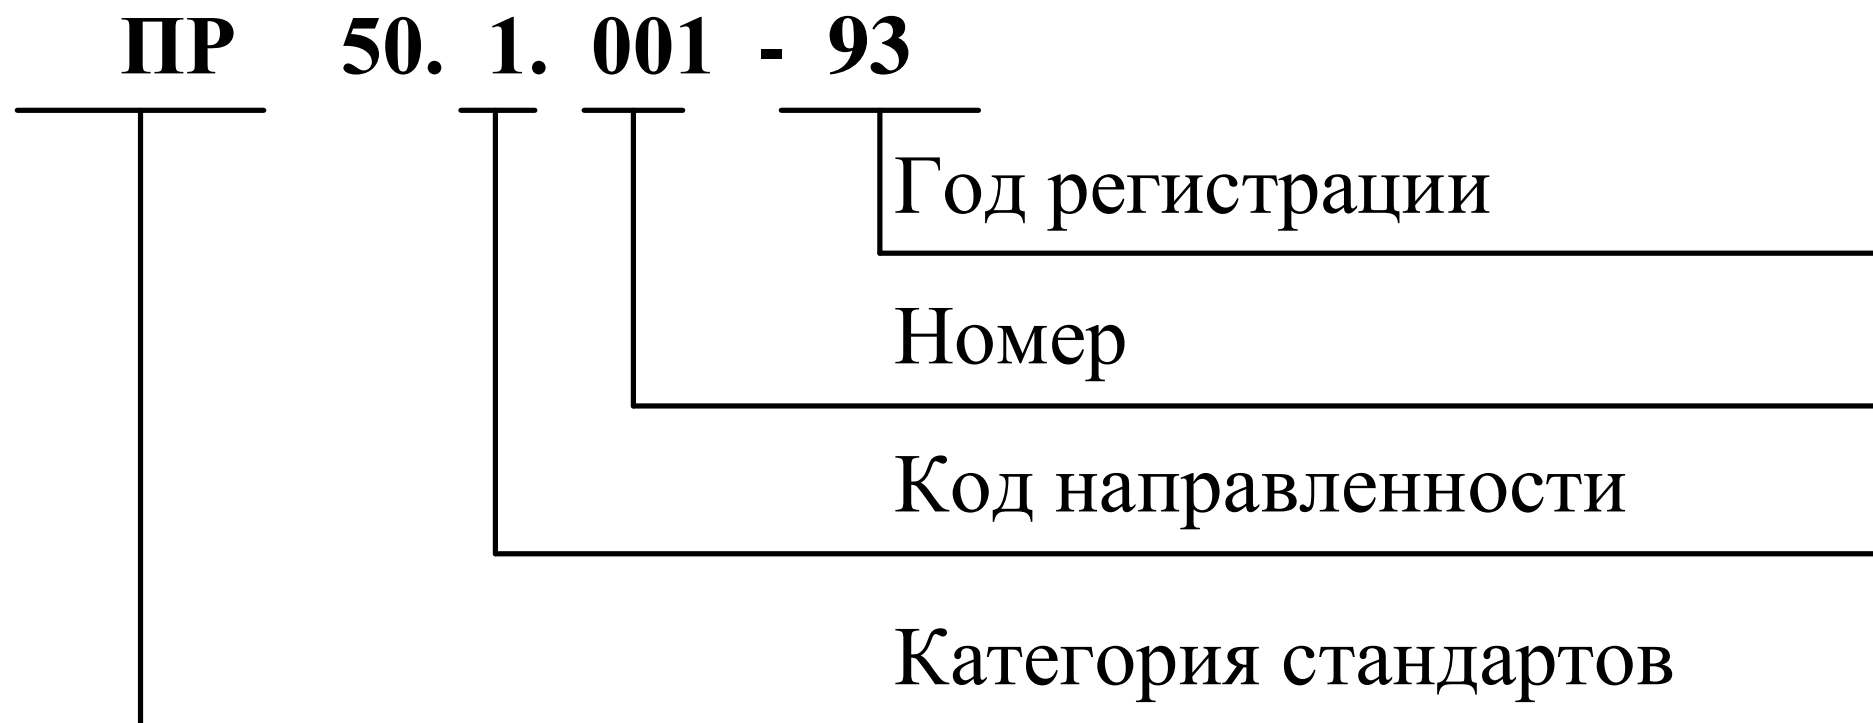 ПР 50. 1. 001 - 93
Год регистрации
Номер
Код направленности
Категория стандартов